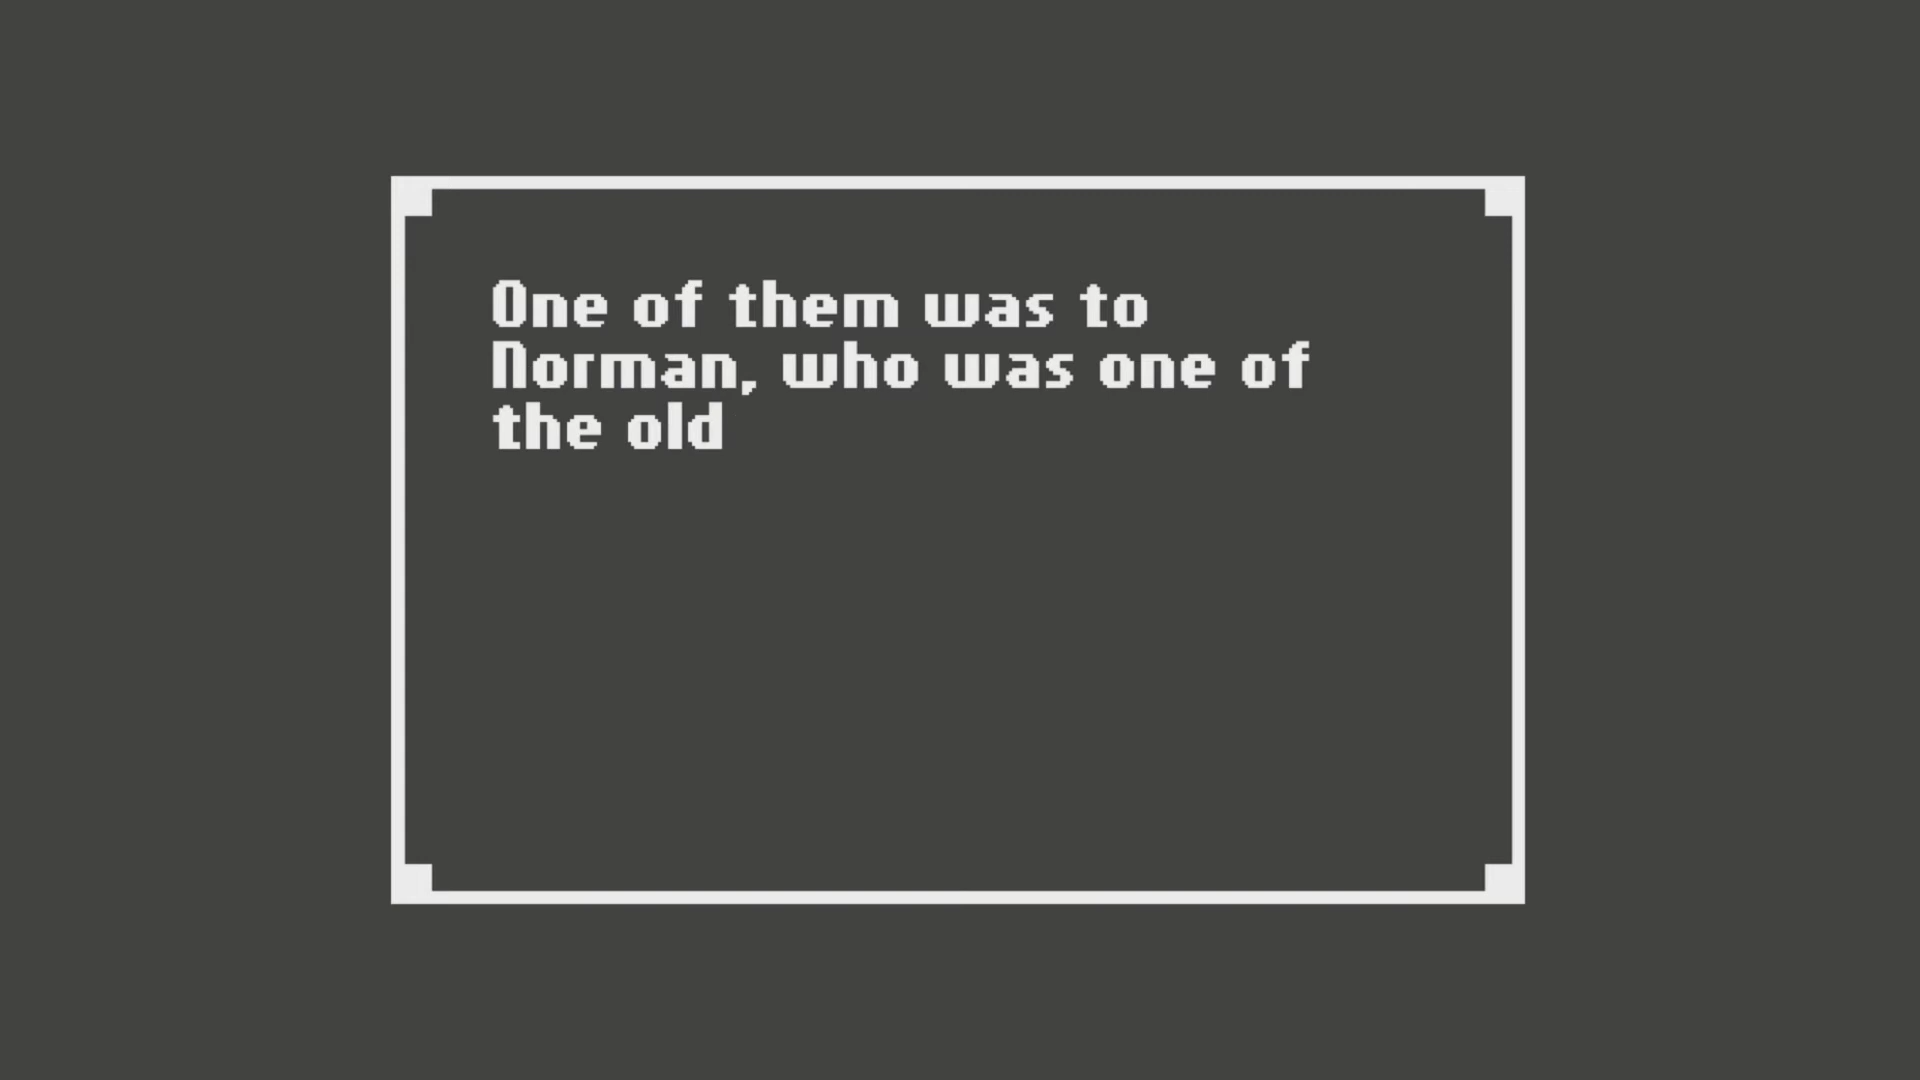 One of them was to
Norman, who was one of
the old